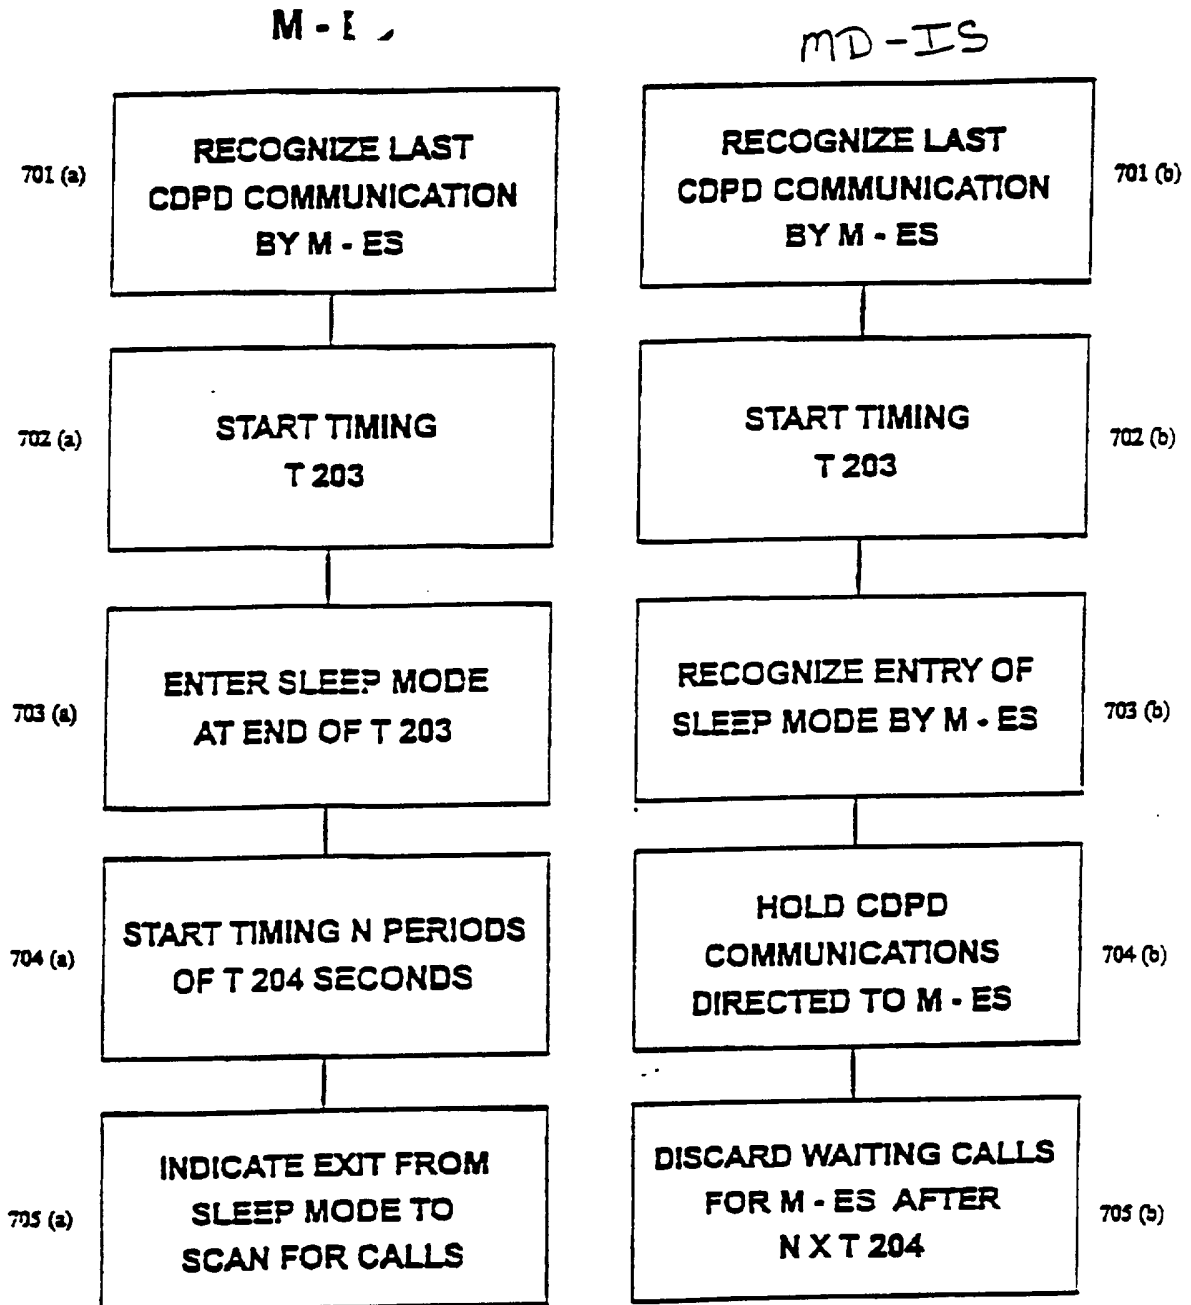 M - E
MD-IS
701 (a)
RECOGNIZE LAST
CDPD COMMUNICATION
BY M - ES
RECOGNIZE LAST
CDPD COMMUNICATION
BY M - ES
701 (b)
702 (a)
START TIMING
T 203
START TIMING
T 203
702 (b)
703 (a)
ENTER SLEEP MODE
AT END OF T 203
RECOGNIZE ENTRY OF
SLEEP MODE BY M - ES
703 (b)
704 (a)
START TIMING N PERIODS
OF T 204 SECONDS
HOLD CDPD
COMMUNICATIONS
DIRECTED TO M - ES
704 (b)
705 (a)
INDICATE EXIT FROM
SLEEP MODE TO
SCAN FOR CALLS
DISCARD WAITING CALLS
FOR M - ES AFTER
N X T 204
705 (b)